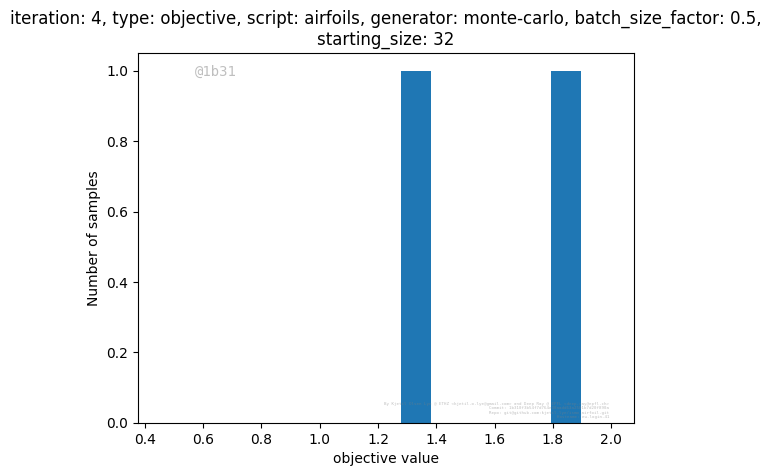 iteration: 4, type: objective, script: airfoils, generator: monte-carlo, batch_size_factor: 0.5,
starting_size: 32
@1b31
1.0
0.8
0.6
0.4
0.2
0.0
Number of samples
0.4 0.6 0.8 1.0 1.2 1.4 1.6 1.8 2.0
objective value